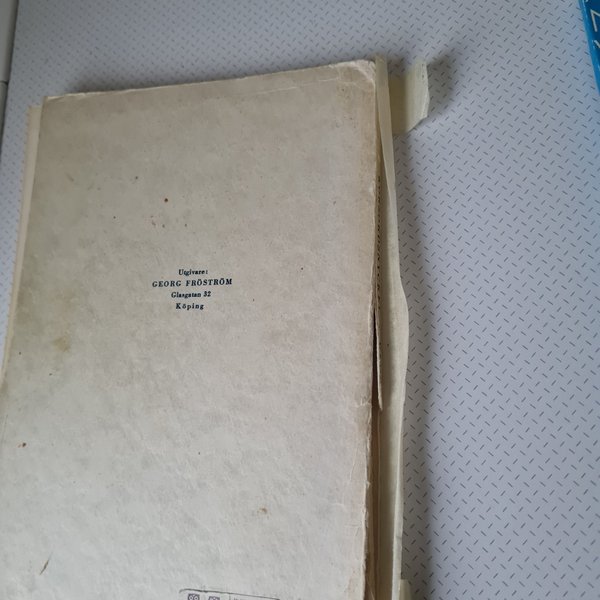 Utgivare:
GEORG FRÖSTRÖM
Glasgatan 32
Köping